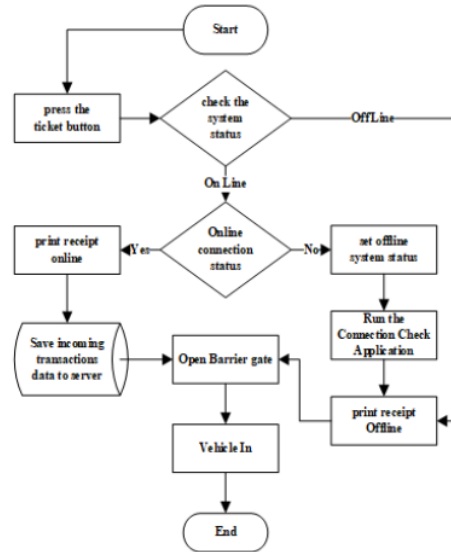 Start
press the
ticket button
check the
system
status
OffLine
On Line
print receipt
online
Yes
Online
connection
status
No
set offline
system status
Run the
Connection Check
Application
Save incoming
transactions
data to server
Open Barrier gate
print receipt
Offline
Vehicle In
End